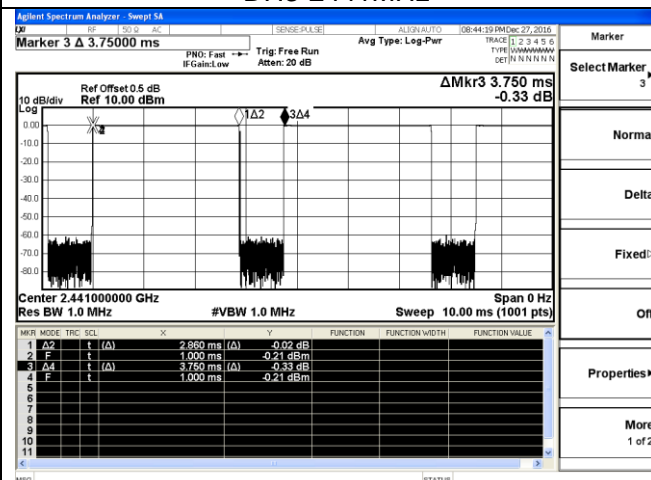 Agilent Spectrum Analyzer - Swept SA
RF 50 Ω AC SENSE:PULSE ALIGN AUTO 08:44:19 PM Dec 27, 2016
Marker 3 Δ 3.75000 ms
PNO: Fast
IFGain:Low
Trig: Free Run
Atten: 20 dB
Avg Type: Log-Pwr
TRACE 1 2 3 4 5 6
TYPE
DET N N N N N N
Ref Offset 0.5 dB
10 dB/div Ref 10.00 dBm
ΔMkr3 3.750 ms
-0.33 dB
Log
1Δ2
3Δ4
0.00
-10.0
-20.0
-30.0
-40.0
-50.0
-60.0
-70.0
-80.0
Center 2.441000000 GHz Span 0 Hz
Res BW 1.0 MHz #VBW 1.0 MHz Sweep 10.00 ms (1001 pts)
MKR MODE TRC SCL X Y FUNCTION FUNCTION WIDTH FUNCTION VALUE
1 Δ2 t (Δ) 2.860 ms (Δ) -0.02 dB
2 F t 1.000 ms -0.21 dBm
3 Δ4 t (Δ) 3.750 ms (Δ) -0.33 dB
4 F t 1.000 ms -0.21 dBm
5
6
7
8
9
10
11
MSG STATUS
Marker
Select Marker
3
Norma
Delta
Fixed
Off
Properties
More
1 of 2